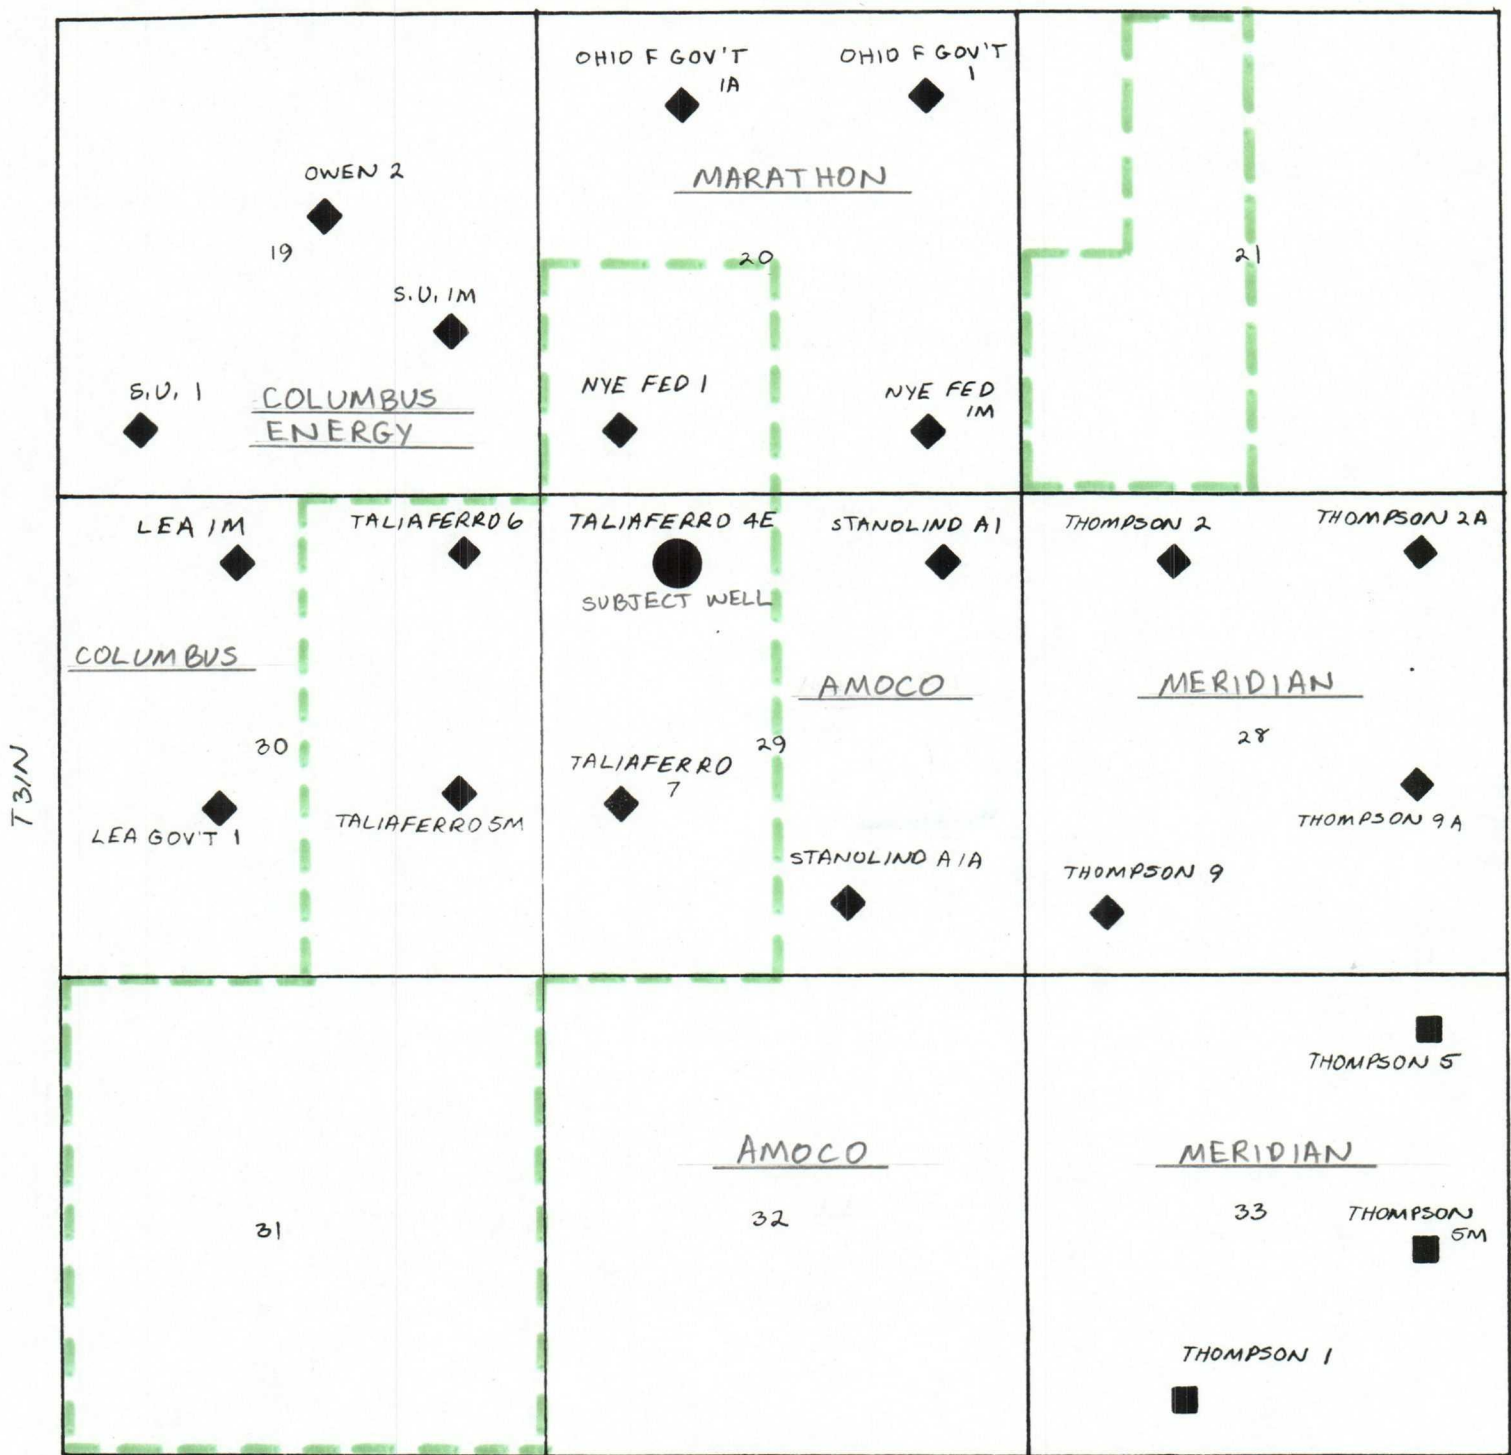 OHIO F GOV'T
1A
OHIO F GOV'T
1
OWEN 2
MARATHON
19
20
21
S.U. 1M
S.U. 1
COLUMBUS
ENERGY
NYE FED 1
NYE FED
1M
LEA 1M
TALIAFERRO 6
TALIAFERRO 4E
STANOLIND A1
THOMPSON 2
THOMPSON 2A
SUBJECT WELL
COLUMBUS
AMOCO
MERIDIAN
30
29
28
T31N
TALIAFERRO
7
LEA GOV'T 1
TALIAFERRO 5M
THOMPSON 9A
STANOLIND A1A
THOMPSON 9
THOMPSON 5
AMOCO
MERIDIAN
31
32
33
THOMPSON
5M
THOMPSON 1